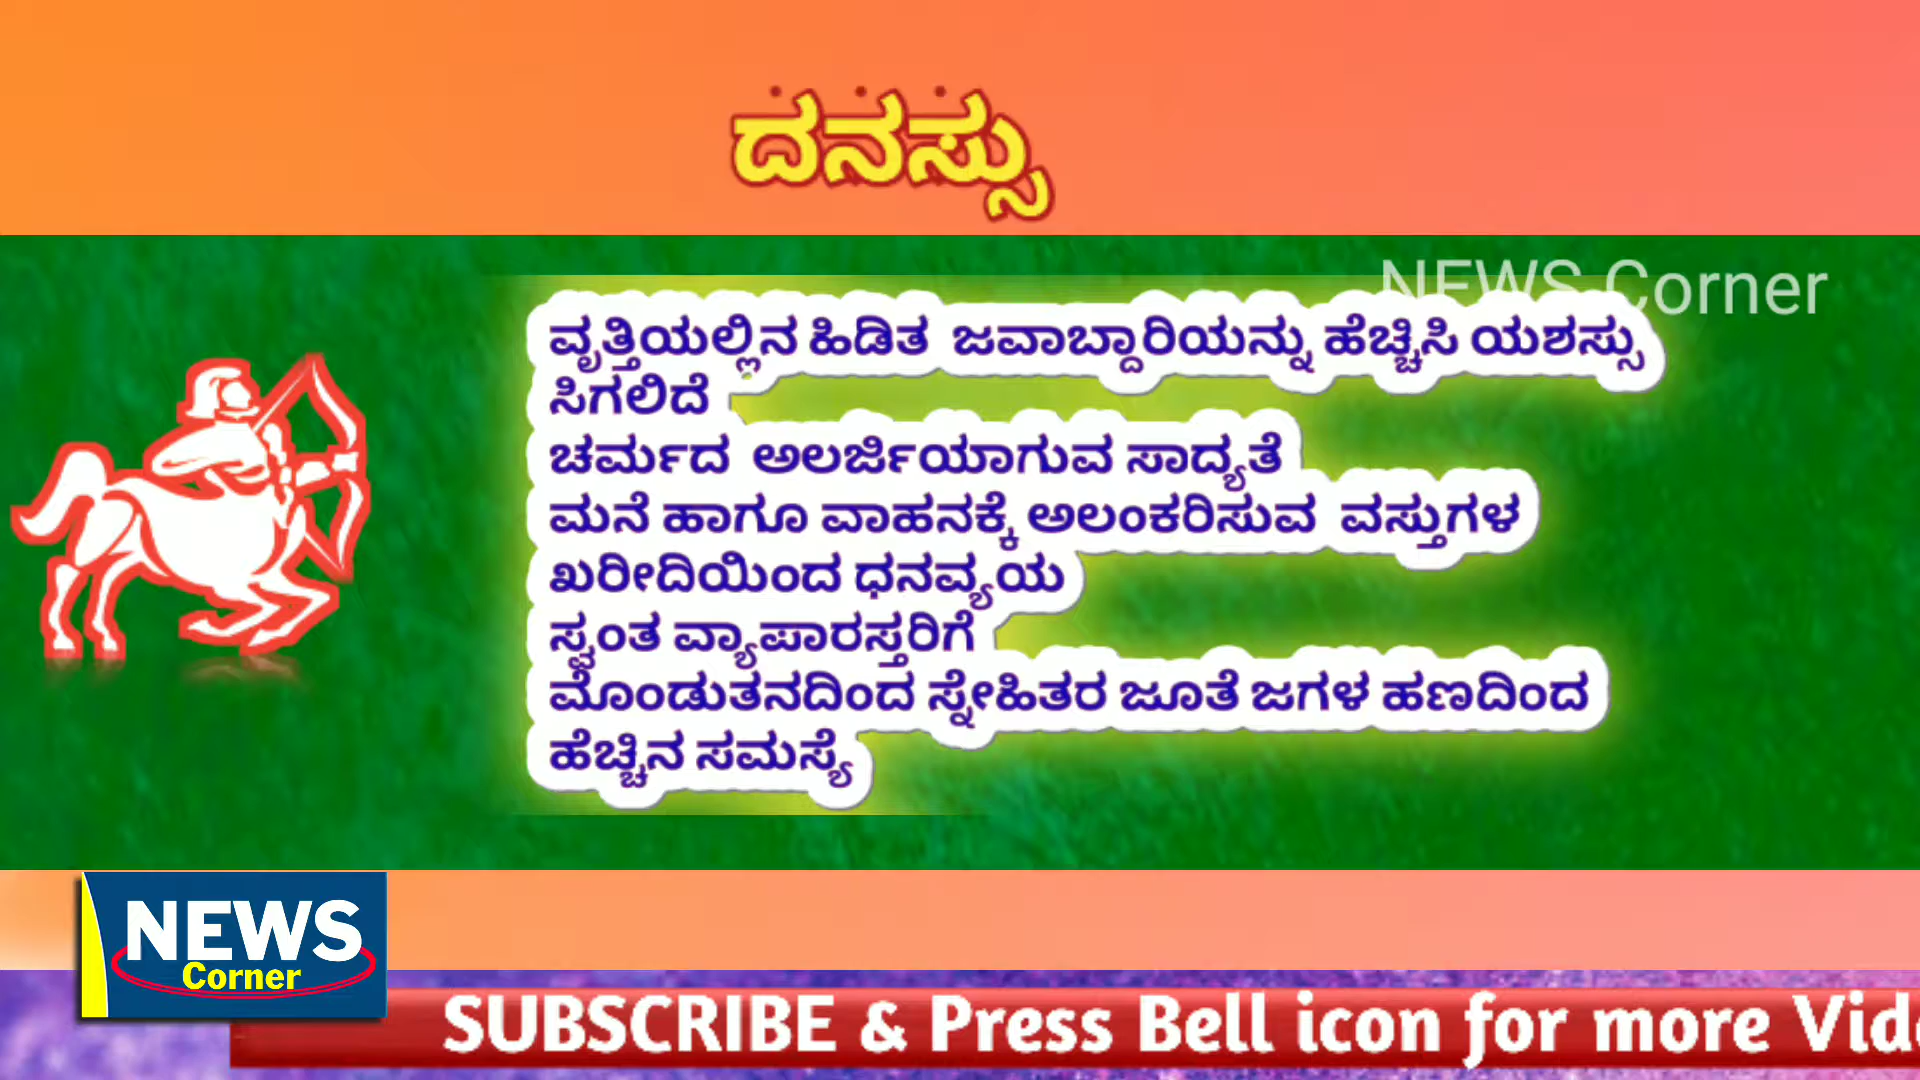 ದನಸ್ಸು
NEWS Corner
ವೃತ್ತಿಯಲ್ಲಿನ ಹಿಡಿತ ಜವಾಬ್ದಾರಿಯನ್ನು ಹೆಚ್ಚಿಸಿ ಯಶಸ್ಸು
ಸಿಗಲಿದೆ
ಚರ್ಮದ ಅಲರ್ಜಿಯಾಗುವ ಸಾದ್ಯತೆ
ಮನೆ ಹಾಗೂ ವಾಹನಕ್ಕೆ ಅಲಂಕರಿಸುವ ವಸ್ತುಗಳ
ಖರೀದಿಯಿಂದ ಧನವ್ಯಯ
ಸ್ವಂತ ವ್ಯಾಪಾರಸ್ತರಿಗೆ
ಮೊಂಡುತನದಿಂದ ಸ್ನೇಹಿತರ ಜೂತೆ ಜಗಳ ಹಣದಿಂದ
ಹೆಚ್ಚಿನ ಸಮಸ್ಯೆ
NEWS
Corner
SUBSCRIBE & Press Bell icon for more Vid